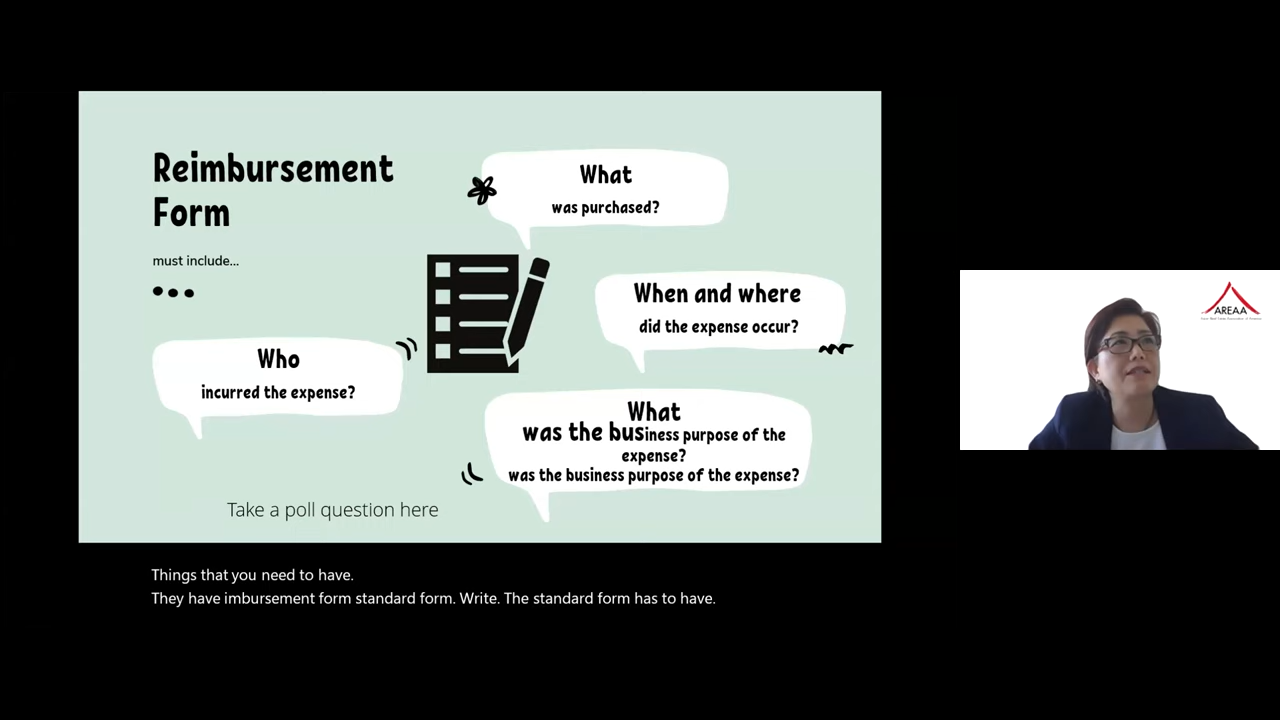 Reimbursement
Form
must include...
What
was purchased?
When and where
did the expense occur?
Who
incurred the expense?
What
was the business purpose of the
expense?
was the business purpose of the expense?
Take a poll question here
Things that you need to have.
They have imbursement form standard form. Write. The standard form has to have.
AREAA